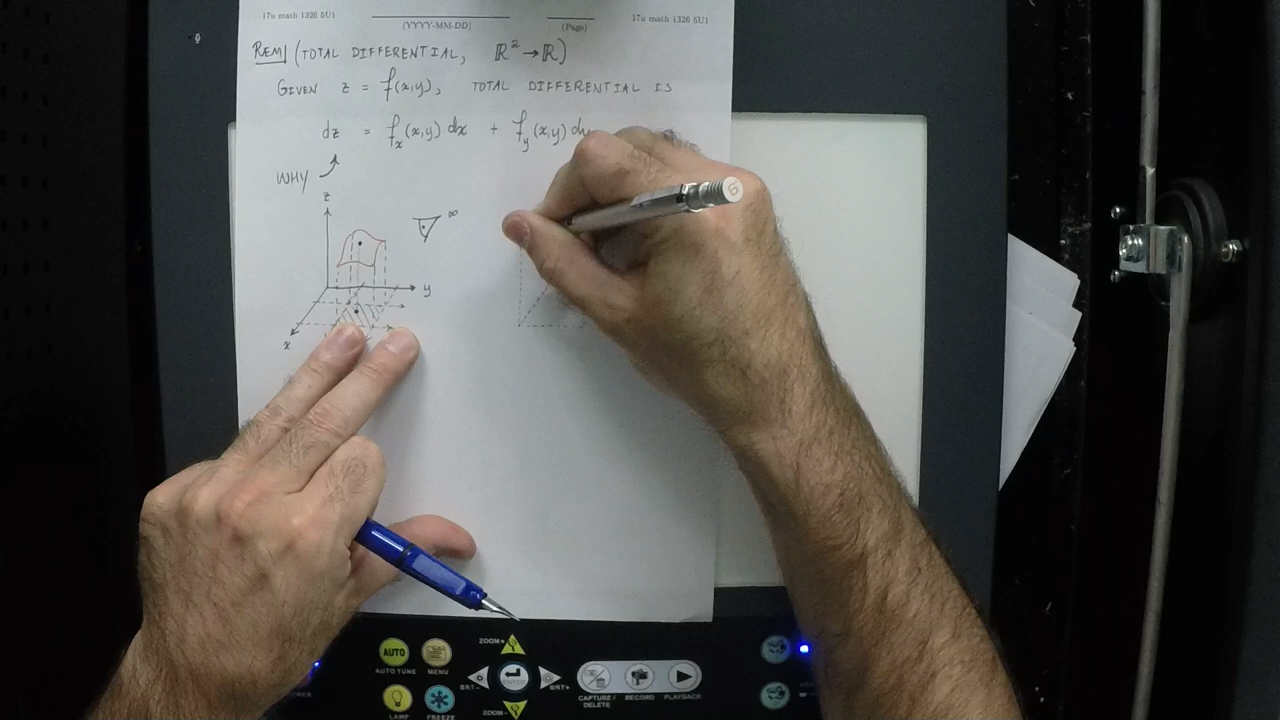 17u math 1326 5U1 (YYYY-MM-DD) (Page) 17u math 1326 5U1
REM (TOTAL DIFFERENTIAL, ℝ² → ℝ)
GIVEN z = f(x,y), TOTAL DIFFERENTIAL IS
dz = f_x(x,y) dx + f_y(x,y) dy
WHY
z
∞
y
x
6
AUTO
AUTO TUNE
MENU
ZOOM+
BRT-
ENTER
BRT+
CAPTURE/
DELETE
RECORD
PLAYBACK
LAMP
FREEZE
ZOOM-